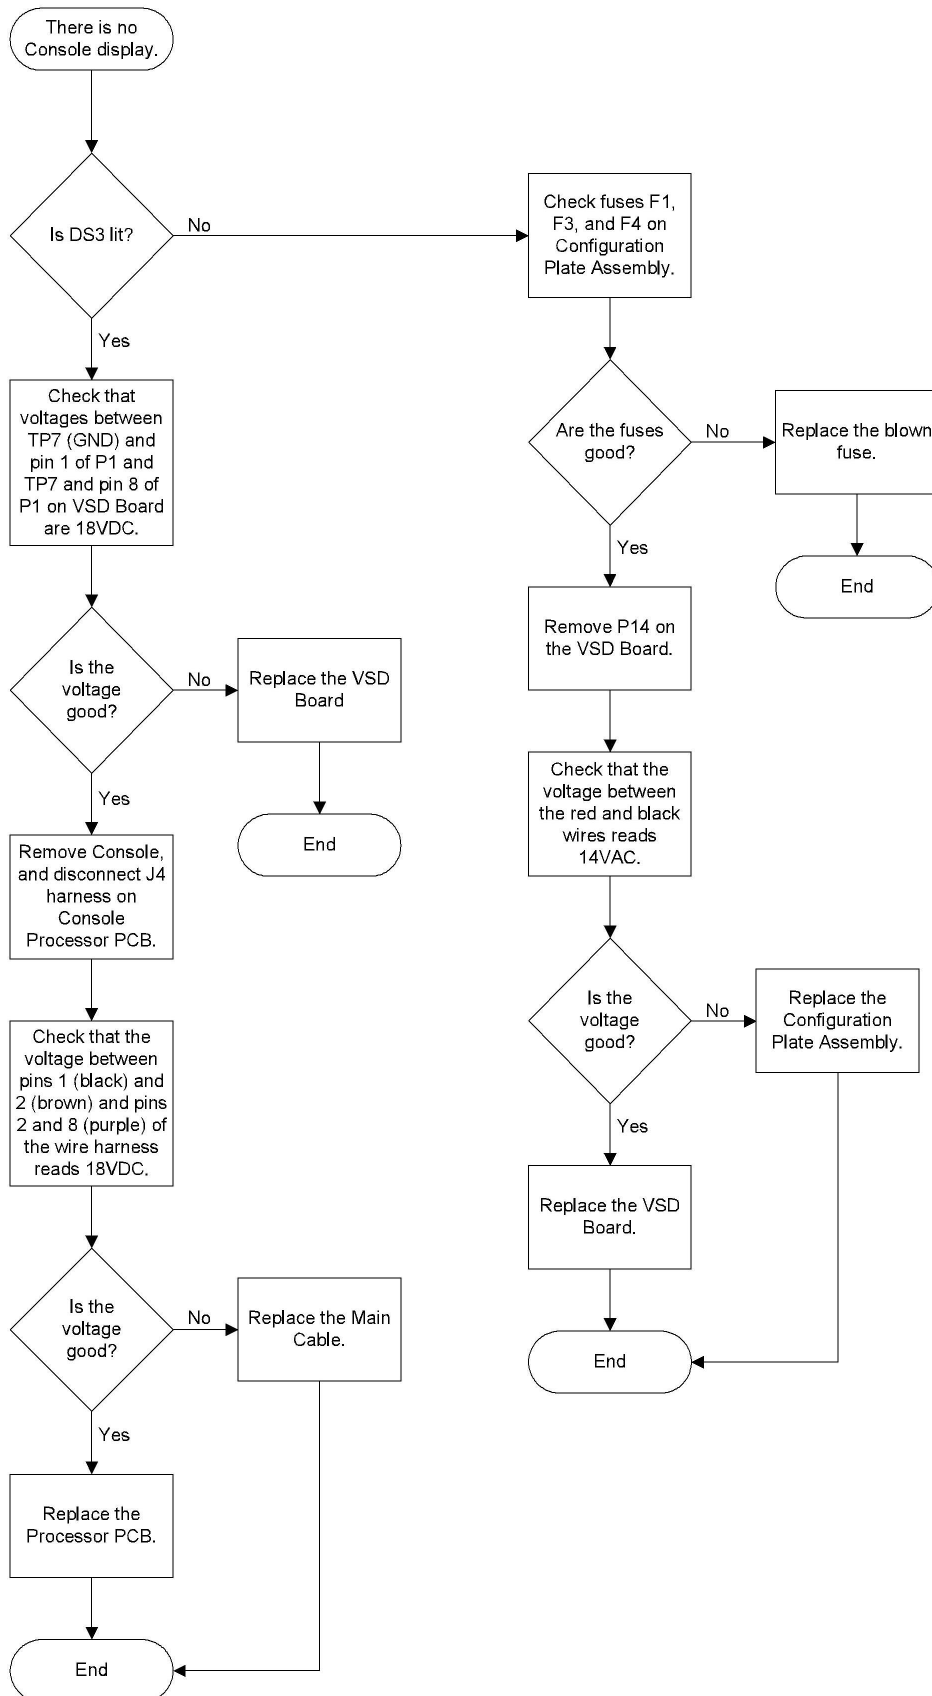 There is no
Console display.
Is DS3 lit?
No
Yes
Check fuses F1,
F3, and F4 on
Configuration
Plate Assembly.
Check that
voltages between
TP7 (GND) and
pin 1 of P1 and
TP7 and pin 8 of
P1 on VSD Board
are 18VDC.
Are the fuses
good?
No
Yes
Replace the blown
fuse.
End
Remove P14 on
the VSD Board.
Is the
voltage
good?
No
Yes
Replace the VSD
Board
End
Check that the
voltage between
the red and black
wires reads
14VAC.
Remove Console,
and disconnect J4
harness on
Console
Processor PCB.
Is the
voltage
good?
No
Yes
Replace the
Configuration
Plate Assembly.
Check that the
voltage between
pins 1 (black) and
2 (brown) and pins
2 and 8 (purple) of
the wire harness
reads 18VDC.
Replace the VSD
Board.
End
Is the
voltage
good?
No
Yes
Replace the Main
Cable.
Replace the
Processor PCB.
End